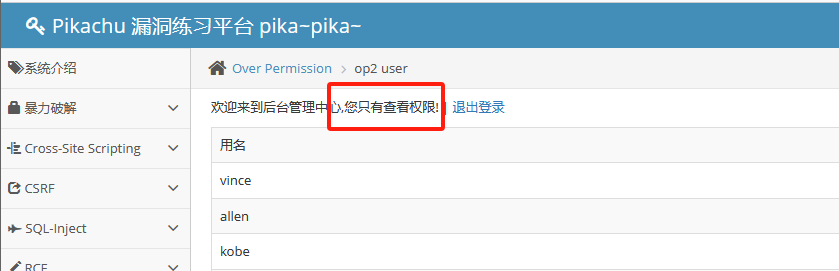 Pikachu 漏洞练习平台 pika~pika~
系统介绍
Over Permission > op2 user
暴力破解
欢迎来到后台管理中心,您只有查看权限!| 退出登录
用名
Cross-Site Scripting
CSRF
vince
SQL-Inject
allen
RCE
kobe